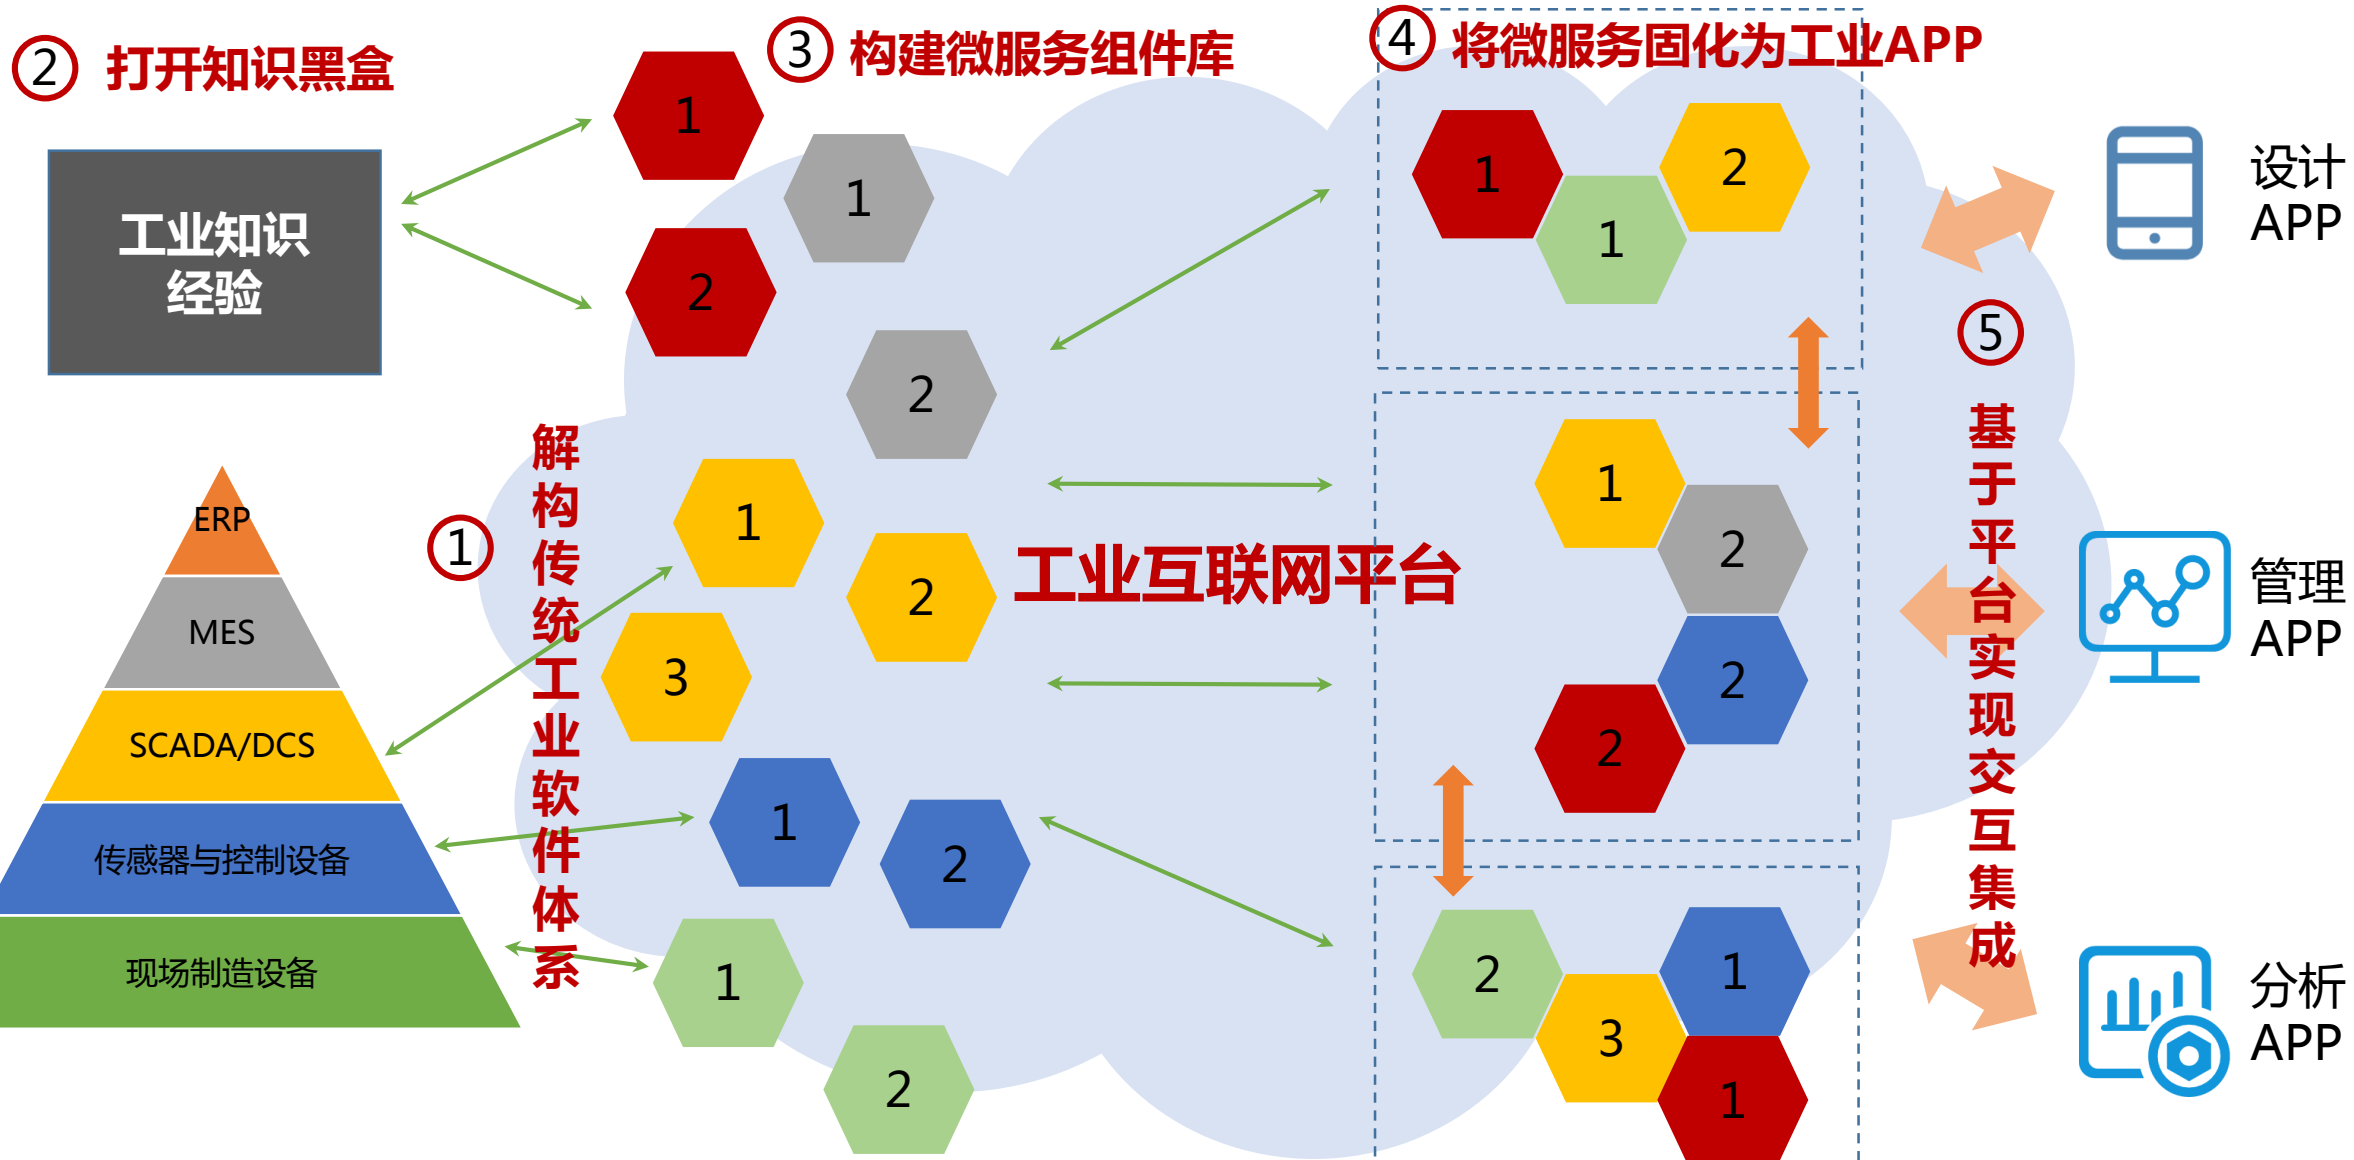 ② 打开知识黑盒
工业知识
经验
ERP
MES
SCADA/DCS
传感器与控制设备
现场制造设备
①
解构传统工业软件体系
③ 构建微服务组件库
1
1
2
2
1
2
3
1
2
1
2
工业互联网平台
④ 将微服务固化为工业APP
1
2
1
1
2
2
2
2
1
3
1
⑤
基于平台实现交互集成
设计
APP
管理
APP
分析
APP